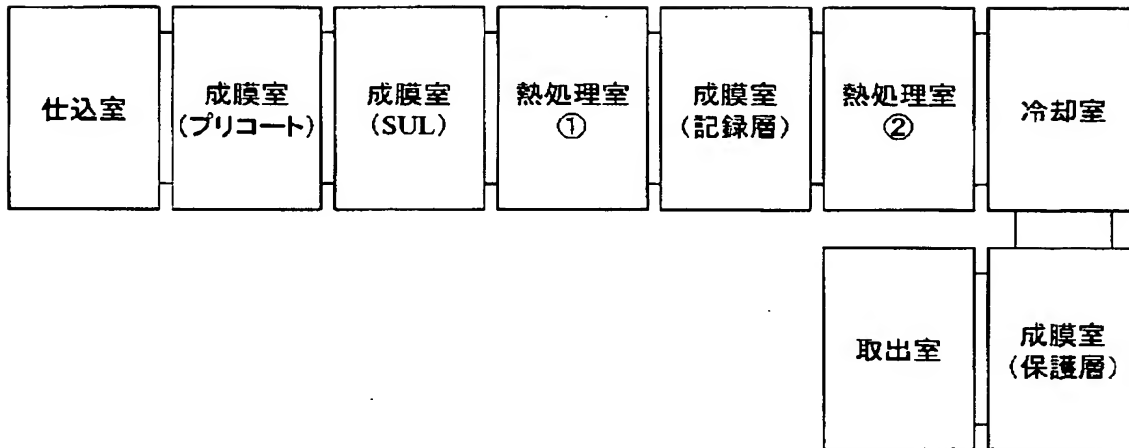 仕込室
成膜室
（プリコート）
成膜室
（SUL）
熱処理室
①
成膜室
（記録層）
熱処理室
②
冷却室
取出室
成膜室
（保護層）